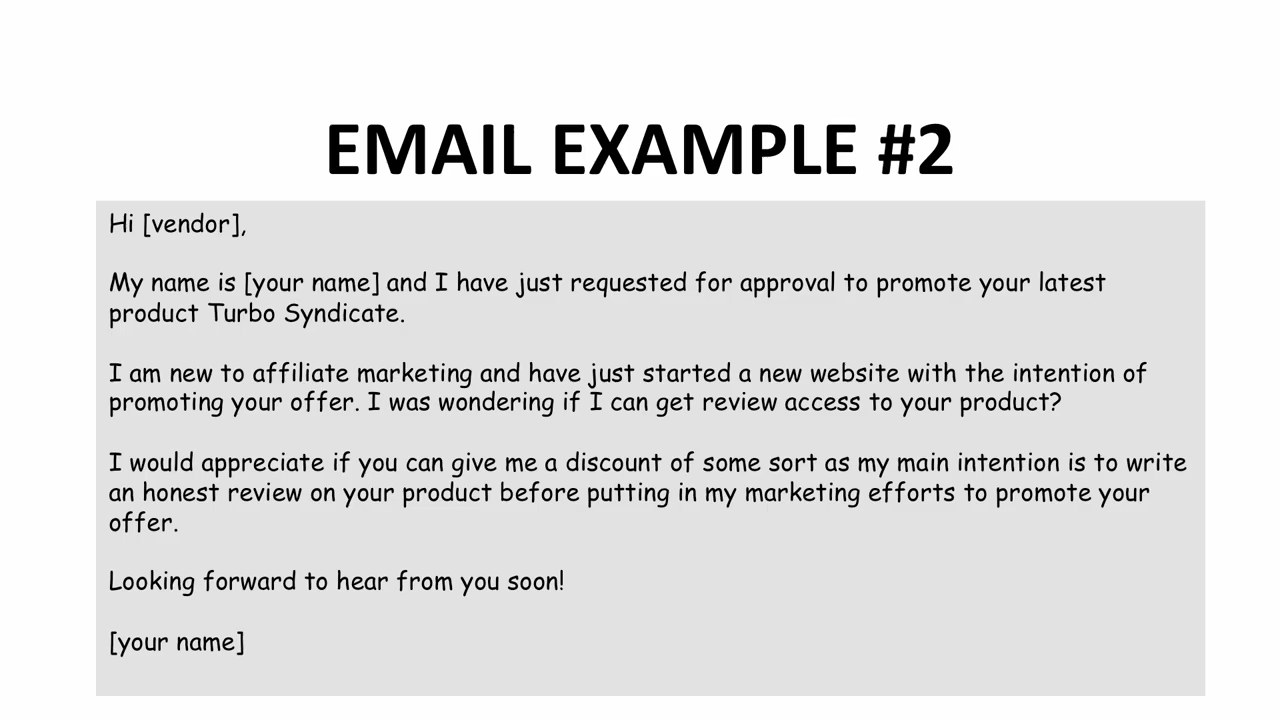 EMAIL EXAMPLE #2
Hi [vendor],
My name is [your name] and I have just requested for approval to promote your latest
product Turbo Syndicate.
I am new to affiliate marketing and have just started a new website with the intention of
promoting your offer. I was wondering if I can get review access to your product?
I would appreciate if you can give me a discount of some sort as my main intention is to write
an honest review on your product before putting in my marketing efforts to promote your
offer.
Looking forward to hear from you soon!
[your name]